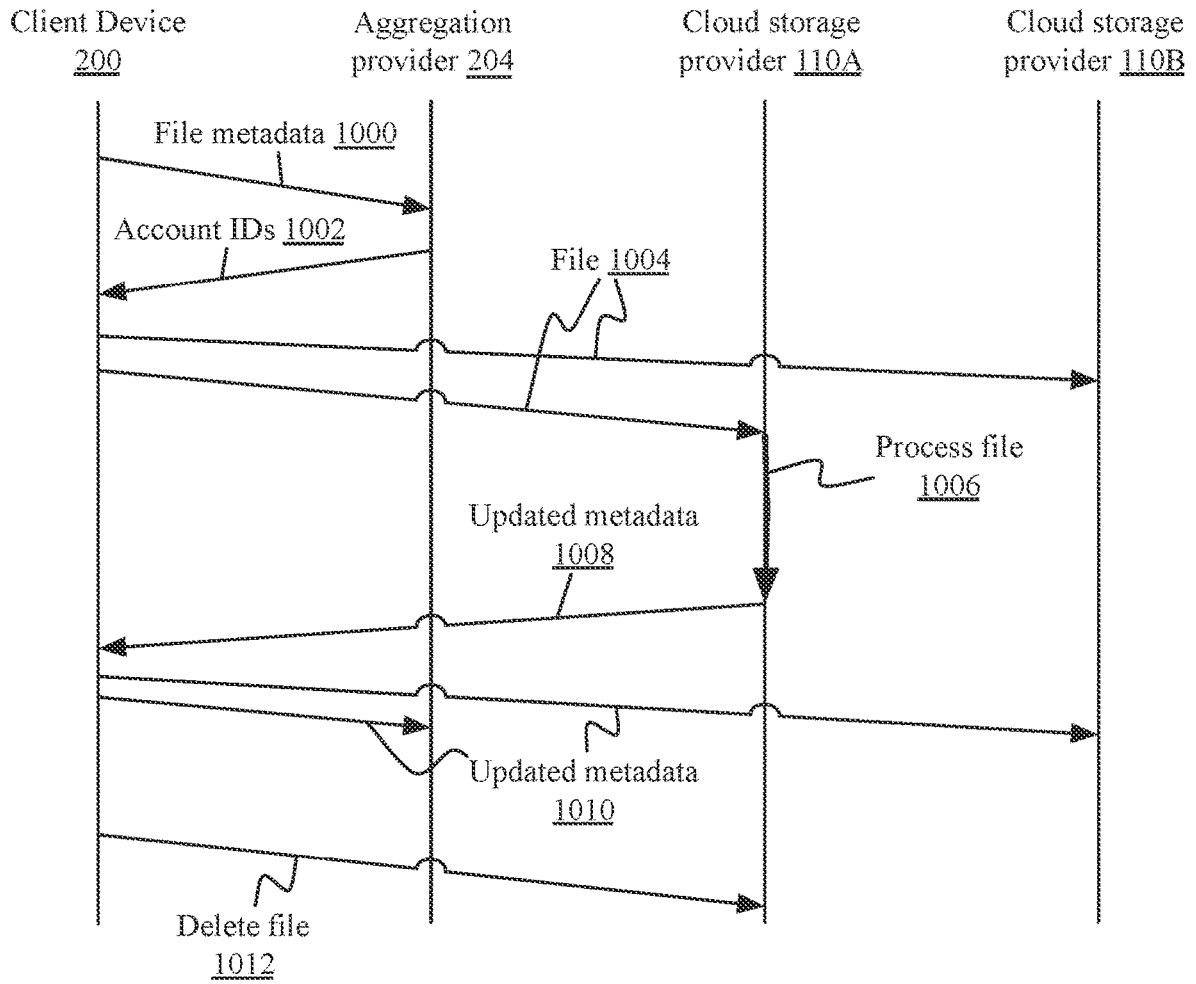 Client Device
200
Aggregation
provider 204
Cloud storage
provider 110A
Cloud storage
provider 110B
File metadata 1000
Account IDs 1002
File 1004
Process file
1006
Updated metadata
1008
Updated metadata
1010
Delete file
1012